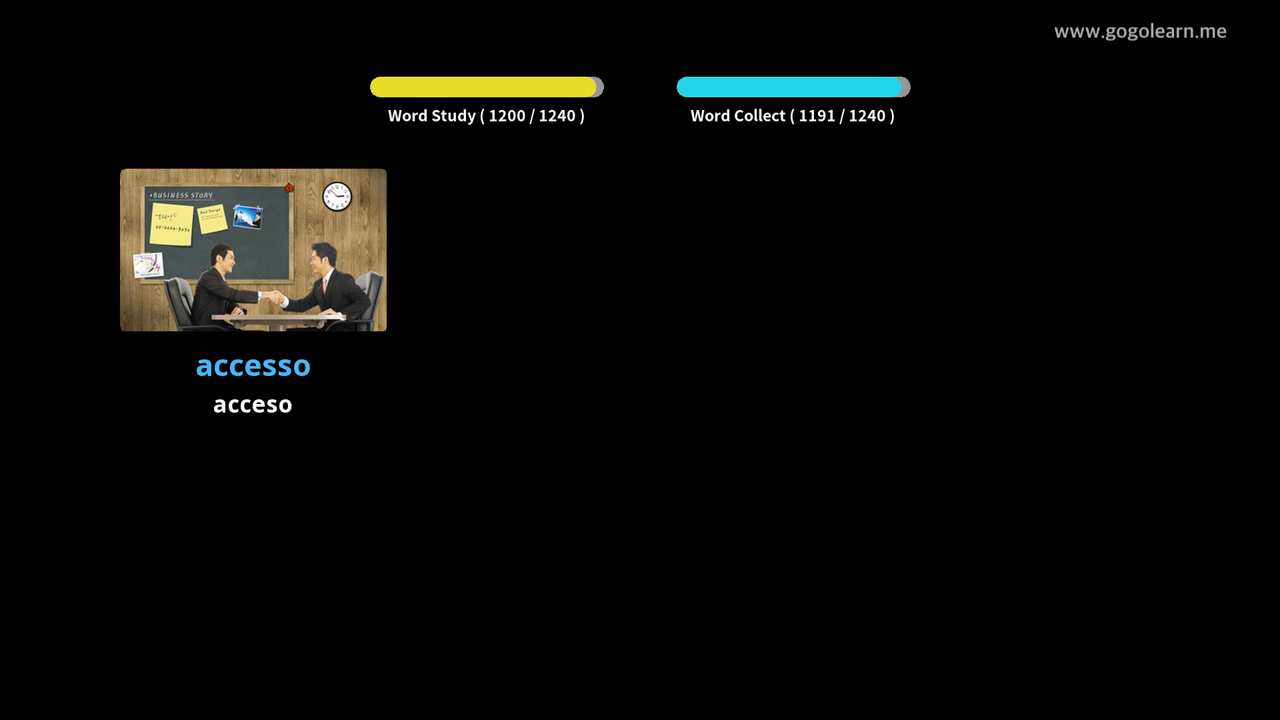 www.gogolearn.me
Word Study ( 1200 / 1240 )
Word Collect ( 1191 / 1240 )
•BUSINESS STORY
accesso
acceso